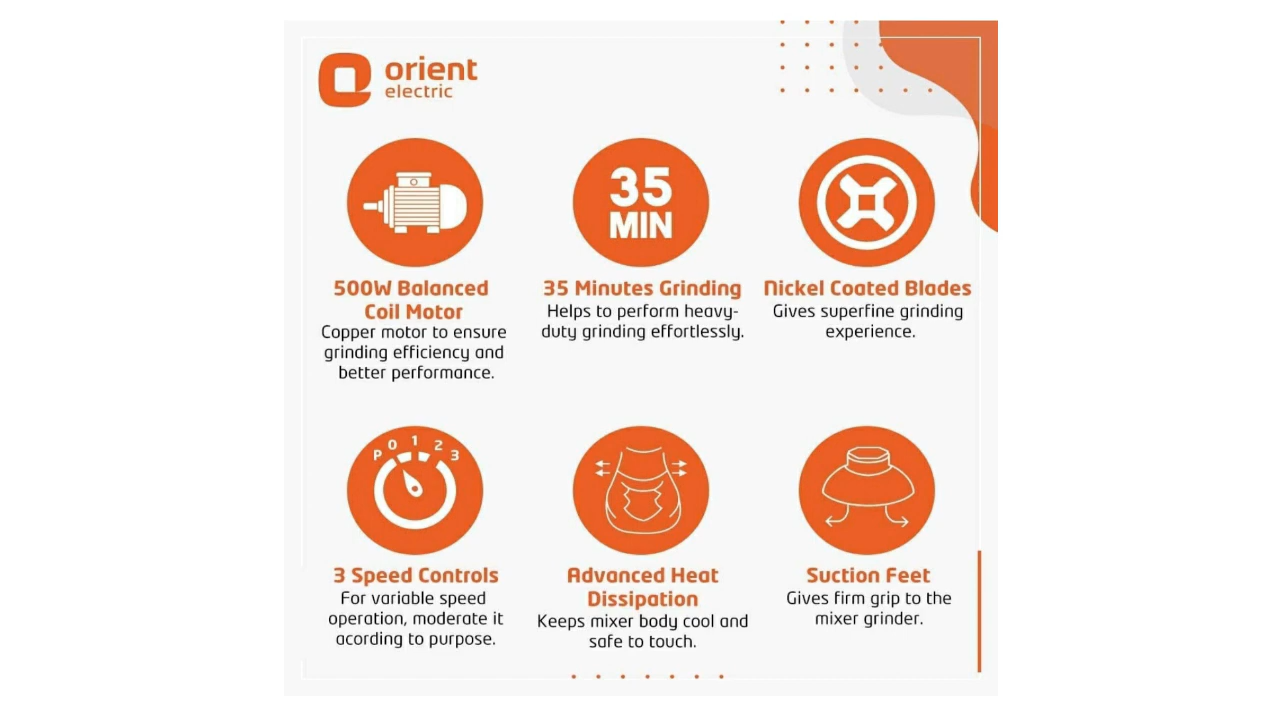 orient
electric
35
MIN
500W Balanced
Coil Motor
Copper motor to ensure
grinding efficiency and
better performance.
35 Minutes Grinding
Helps to perform heavy-
duty grinding effortlessly.
Nickel Coated Blades
Gives superfine grinding
experience.
P 0 1 2 3
3 Speed Controls
For variable speed
operation, moderate it
acording to purpose.
Advanced Heat
Dissipation
Keeps mixer body cool and
safe to touch.
Suction Feet
Gives firm grip to the
mixer grinder.